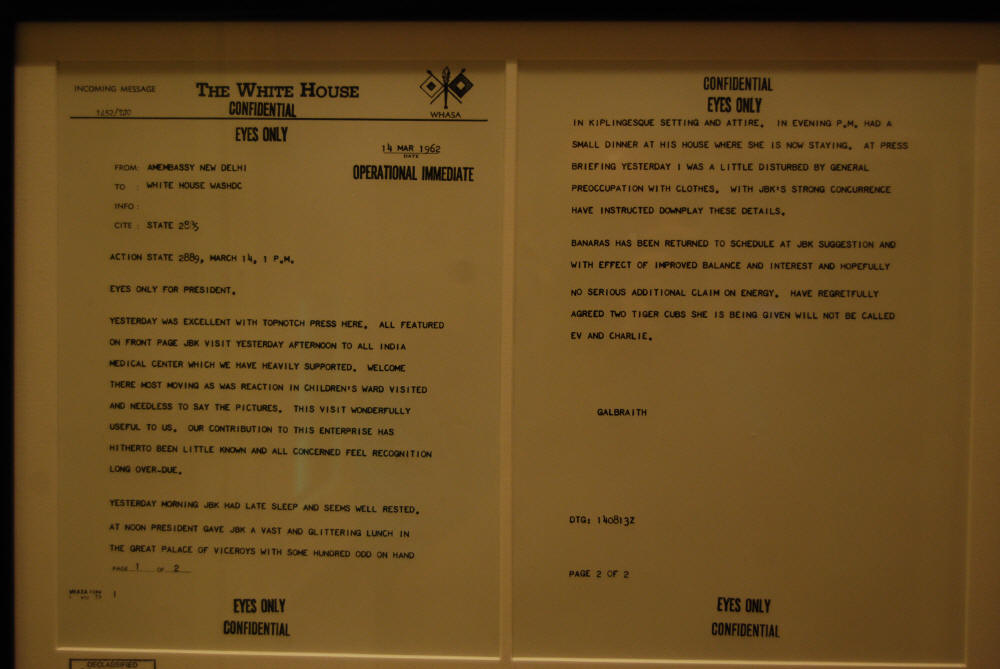 INCOMING MESSAGE
THE WHITE HOUSE
CONFIDENTIAL
WHASA
EYES ONLY
14 MAR 1962
DATE
OPERATIONAL IMMEDIATE
FROM: AMEMBASSY NEW DELHI
TO : WHITE HOUSE WASHDC
INFO :
CITE : STATE
ACTION STATE 2889, MARCH 14, 1 P.M.
EYES ONLY FOR PRESIDENT.
YESTERDAY WAS EXCELLENT WITH TOPNOTCH PRESS HERE. ALL FEATURED
ON FRONT PAGE JBK VISIT YESTERDAY AFTERNOON TO ALL INDIA
MEDICAL CENTER WHICH WE HAVE HEAVILY SUPPORTED. WELCOME
THERE MOST MOVING AS WAS REACTION IN CHILDREN'S WARD VISITED
AND NEEDLESS TO SAY THE PICTURES. THIS VISIT WONDERFULLY
USEFUL TO US. OUR CONTRIBUTION TO THIS ENTERPRISE HAS
HITHERTO BEEN LITTLE KNOWN AND ALL CONCERNED FEEL RECOGNITION
LONG OVER-DUE.
YESTERDAY MORNING JBK HAD LATE SLEEP AND SEEMS WELL RESTED.
AT NOON PRESIDENT GAVE JBK A VAST AND GLITTERING LUNCH IN
THE GREAT PALACE OF VICEROYS WITH SOME HUNDRED ODD ON HAND
PAGE 1 OF 2
EYES ONLY
CONFIDENTIAL
DECLASSIFIED
CONFIDENTIAL
EYES ONLY
IN KIPLINGESQUE SETTING AND ATTIRE. IN EVENING P.M. HAD A
SMALL DINNER AT HIS HOUSE WHERE SHE IS NOW STAYING. AT PRESS
BRIEFING YESTERDAY I WAS A LITTLE DISTURBED BY GENERAL
PREOCCUPATION WITH CLOTHES. WITH JBK'S STRONG CONCURRENCE
HAVE INSTRUCTED DOWNPLAY THESE DETAILS.
BANARAS HAS BEEN RETURNED TO SCHEDULE AT JBK SUGGESTION AND
WITH EFFECT OF IMPROVED BALANCE AND INTEREST AND HOPEFULLY
NO SERIOUS ADDITIONAL CLAIM ON ENERGY. HAVE REGRETFULLY
AGREED TWO TIGER CUBS SHE IS BEING GIVEN WILL NOT BE CALLED
EV AND CHARLIE.
GALBRAITH
DTG: 140813Z
PAGE 2 OF 2
EYES ONLY
CONFIDENTIAL